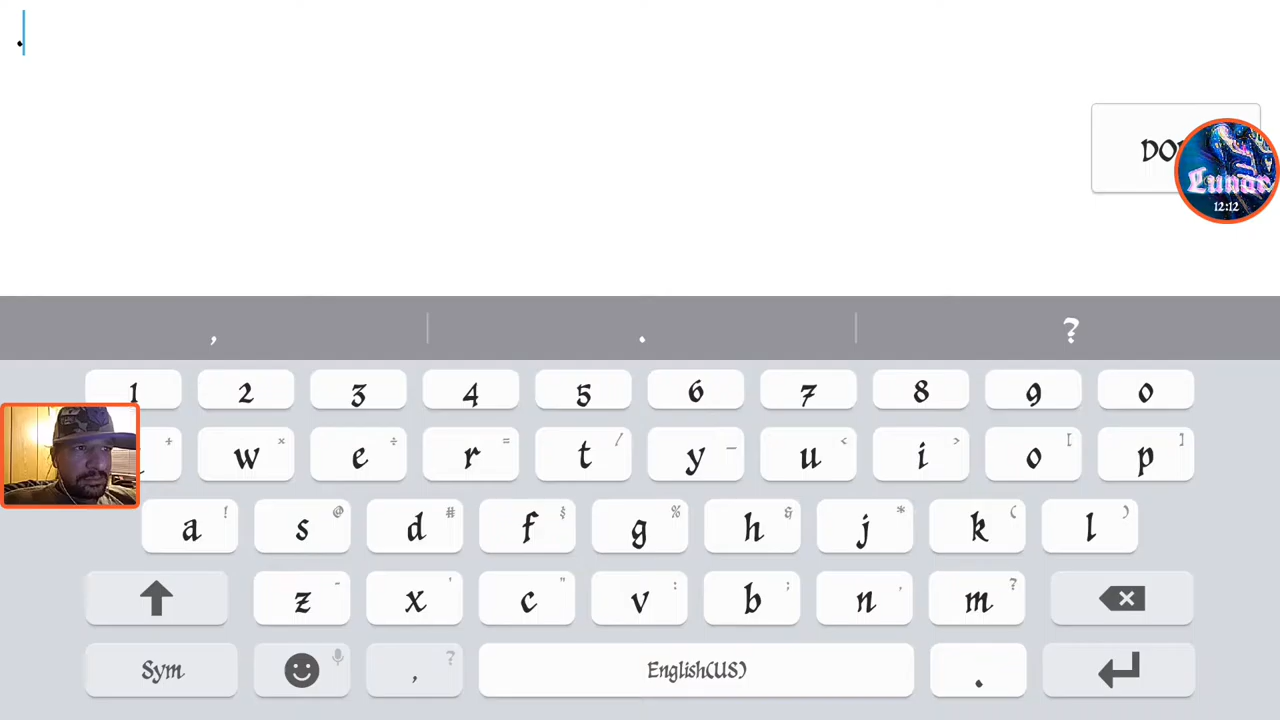 .
DO
Lunar
12:12
, . ?
1 2 3 4 5 6 7 8 9 0
+ w × e ÷ r = t / y _ u < i > o [ p ]
a ! s @ d # f $ g % h & j * k ( l )
z - x ' c " v : b ; n , m ?
Sym , ? English(US) .